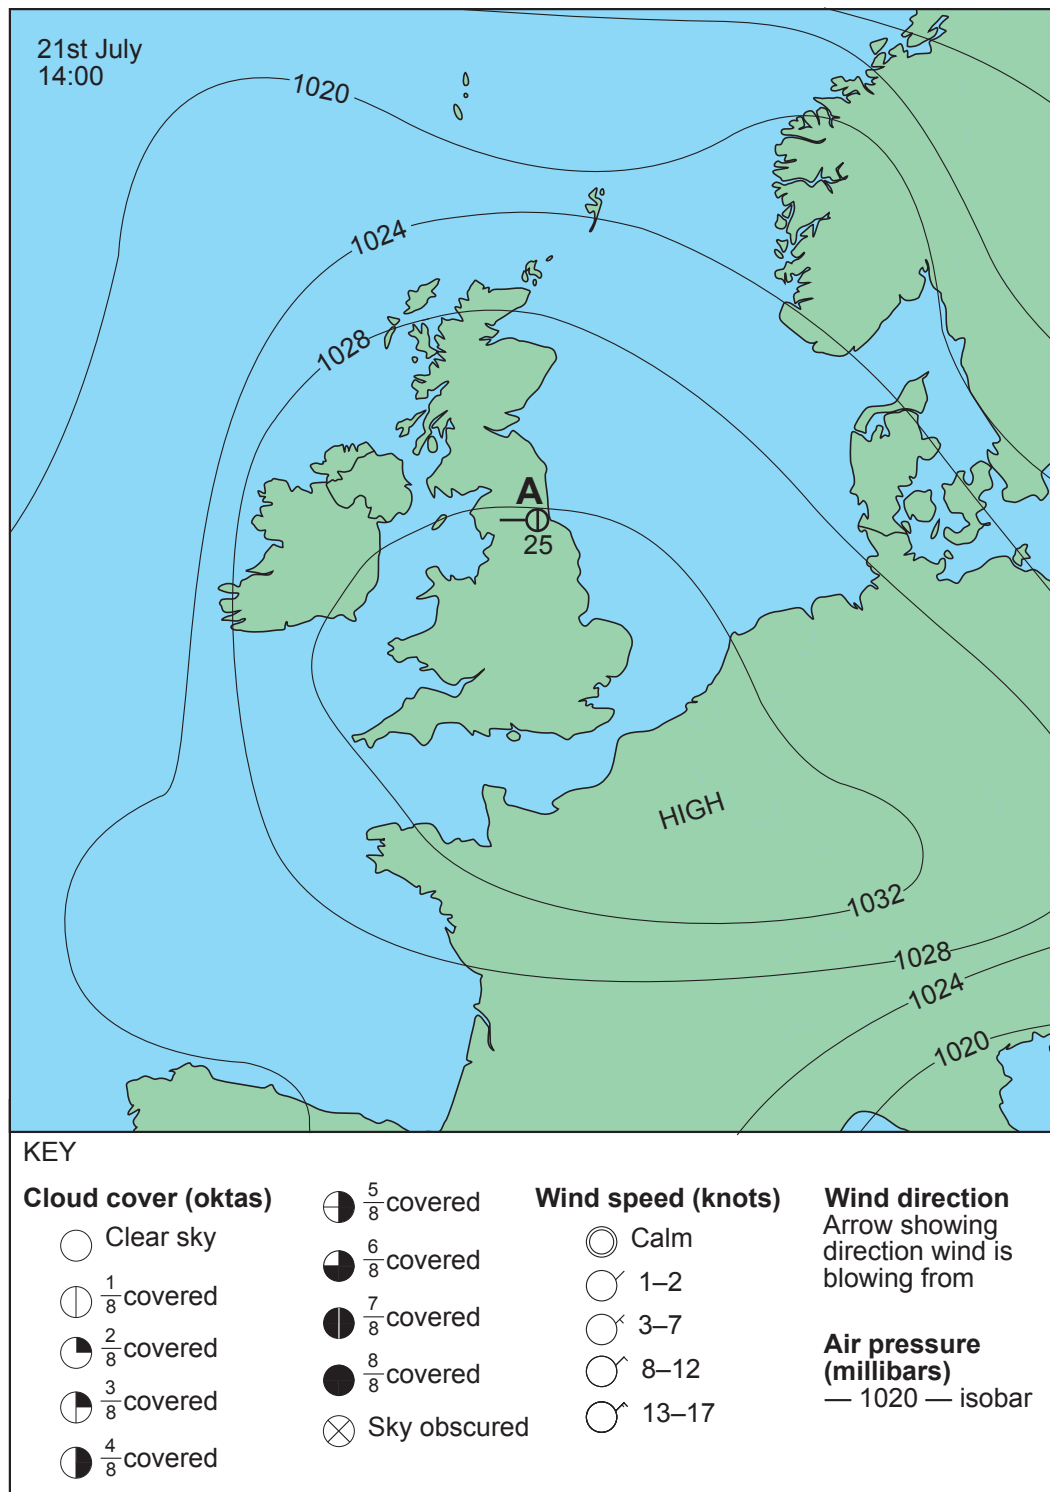 21st July
14:00
1020
1024
1028
A
25
HIGH
1032
1028
1024
1020
KEY
Cloud cover (oktas)
Clear sky
1/8 covered
2/8 covered
3/8 covered
4/8 covered
5/8 covered
6/8 covered
7/8 covered
8/8 covered
Sky obscured
Wind speed (knots)
Calm
1–2
3–7
8–12
13–17
Wind direction
Arrow showing
direction wind is
blowing from
Air pressure
(millibars)
— 1020 — isobar